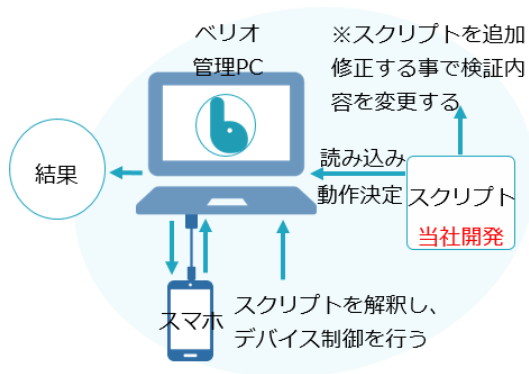 ベリオ
管理PC
※スクリプトを追加
修正する事で検証内
容を変更する
結果
読み込み
動作決定
スクリプト
当社開発
スマホ
スクリプトを解釈し、
デバイス制御を行う